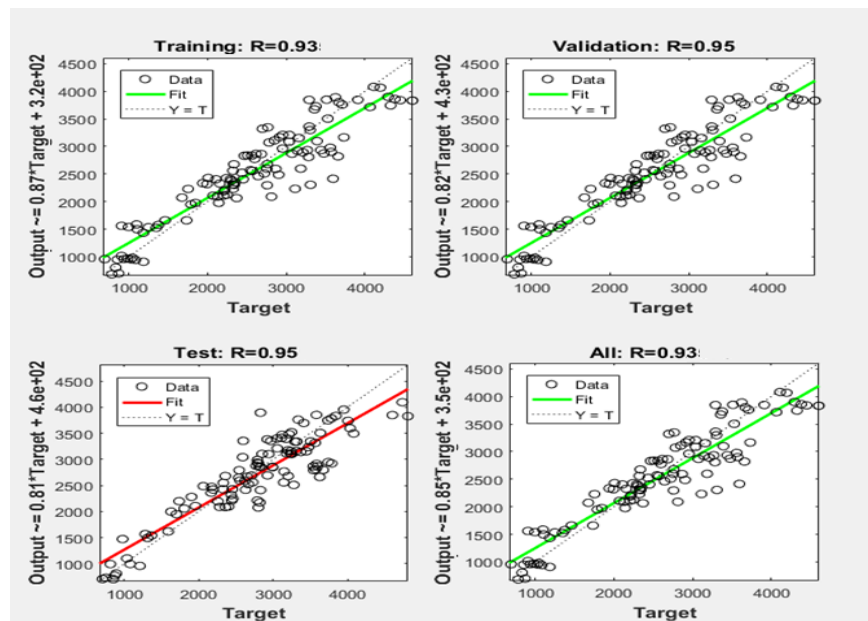 Training: R=0.93
Output ~= 0.87*Target + 3.2e+02
4500
4000
3500
3000
2500
2000
1500
1000
Data
Fit
Y = T
1000 2000 3000 4000
Target
Validation: R=0.95
Output ~= 0.82*Target + 4.3e+02
4500
4000
3500
3000
2500
2000
1500
1000
Data
Fit
Y = T
1000 2000 3000 4000
Target
Test: R=0.95
Output ~= 0.81*Target + 4.6e+02
4500
4000
3500
3000
2500
2000
1500
1000
Data
Fit
Y = T
1000 2000 3000 4000
Target
All: R=0.93
Output ~= 0.85*Target + 3.5e+02
4500
4000
3500
3000
2500
2000
1500
1000
Data
Fit
Y = T
1000 2000 3000 4000
Target